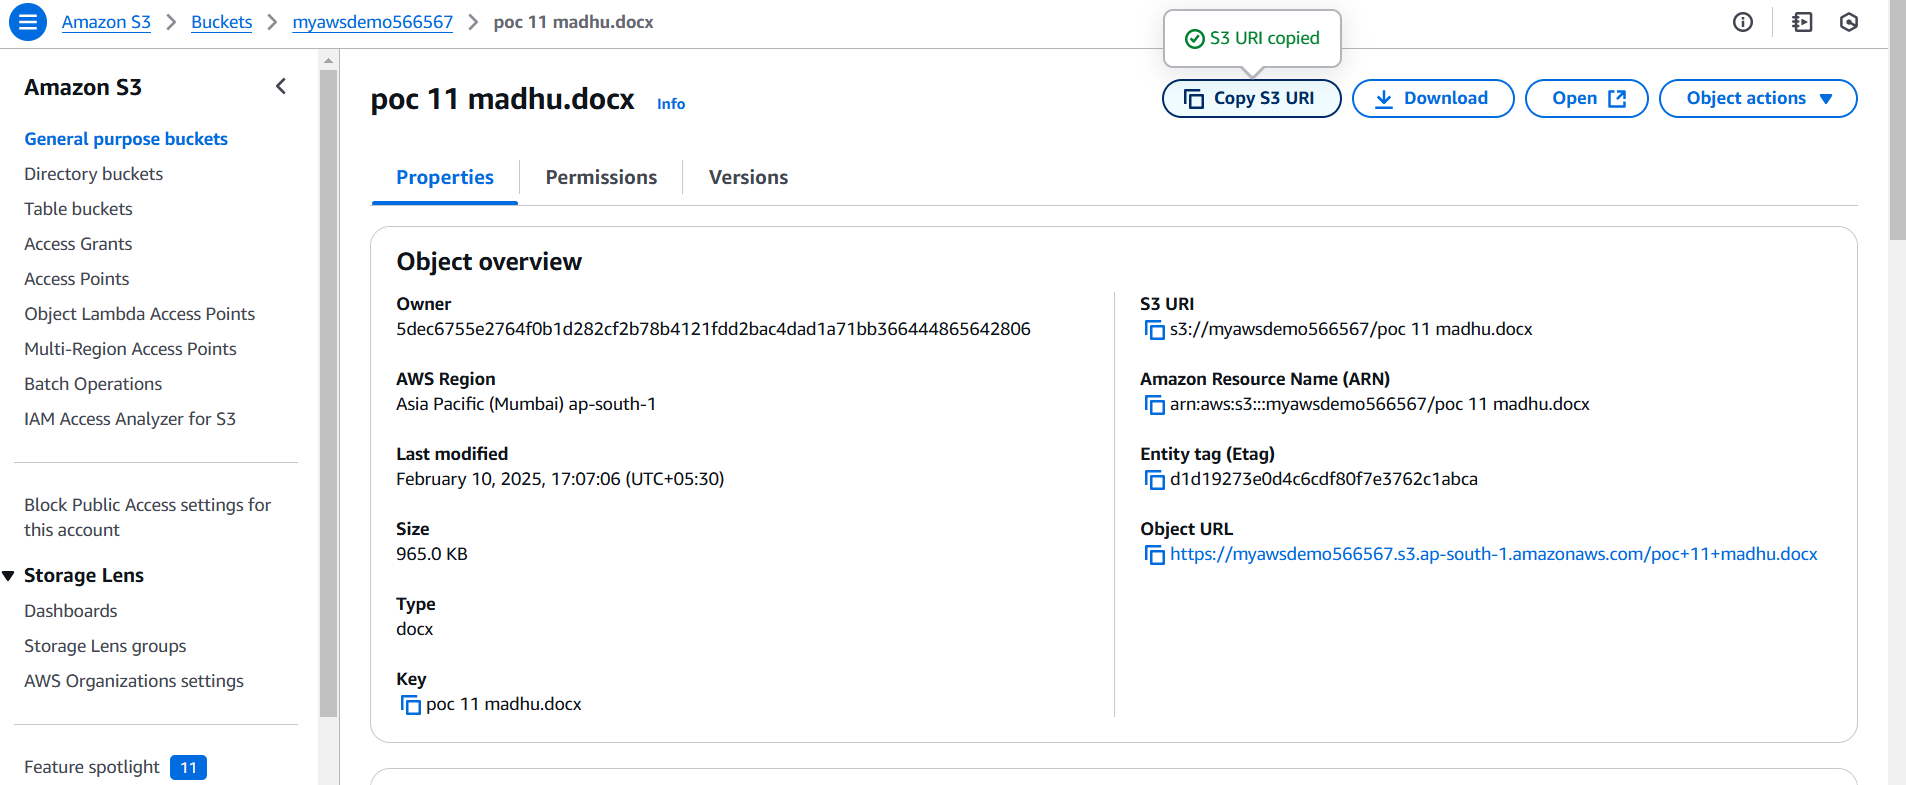 Amazon S3 > Buckets > myawsdemo566567 > poc 11 madhu.docx
S3 URI copied
Amazon S3
General purpose buckets
Directory buckets
Table buckets
Access Grants
Access Points
Object Lambda Access Points
Multi-Region Access Points
Batch Operations
IAM Access Analyzer for S3
Block Public Access settings for
this account
Storage Lens
Dashboards
Storage Lens groups
AWS Organizations settings
Feature spotlight 11
poc 11 madhu.docx Info
Copy S3 URI Download Open Object actions
Properties Permissions Versions
Object overview
Owner
5dec6755e2764f0b1d282cf2b78b4121fdd2bac4dad1a71bb366444865642806
AWS Region
Asia Pacific (Mumbai) ap-south-1
Last modified
February 10, 2025, 17:07:06 (UTC+05:30)
Size
965.0 KB
Type
docx
Key
poc 11 madhu.docx
S3 URI
s3://myawsdemo566567/poc 11 madhu.docx
Amazon Resource Name (ARN)
arn:aws:s3:::myawsdemo566567/poc 11 madhu.docx
Entity tag (Etag)
d1d19273e0d4c6cdf80f7e3762c1abca
Object URL
https://myawsdemo566567.s3.ap-south-1.amazonaws.com/poc+11+madhu.docx